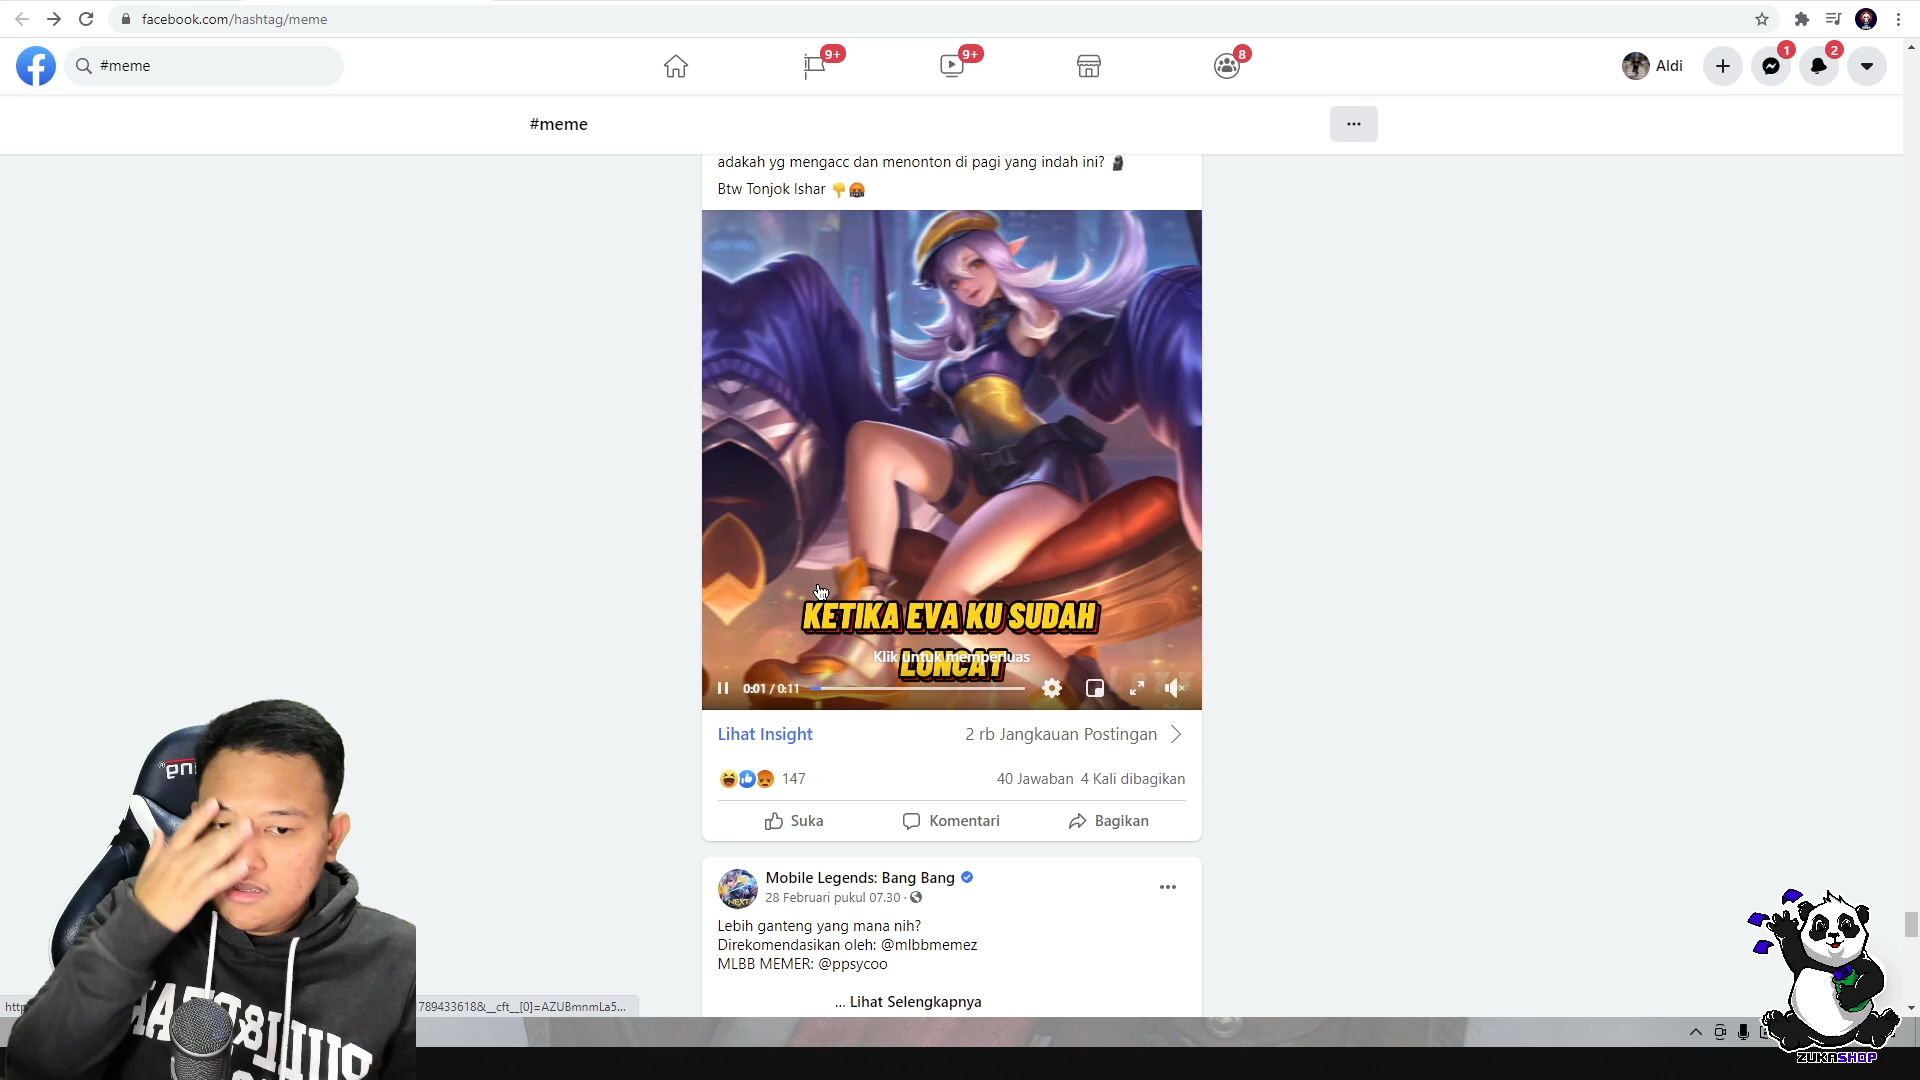 facebook.com/hashtag/meme
#meme
9+
9+
8
Aldi
1
2
#meme
adakah yg mengacc dan menonton di pagi yang indah ini?
Btw Tonjok Ishar
KETIKA EVA KU SUDAH
LONCAT
Klik untuk memperluas
0:01 / 0:11
Lihat Insight
2 rb Jangkauan Postingan
147
40 Jawaban 4 Kali dibagikan
Suka
Komentari
Bagikan
Mobile Legends: Bang Bang
28 Februari pukul 07.30 ·
Lebih ganteng yang mana nih?
Direkomendasikan oleh: @mlbbmemez
MLBB MEMER: @ppsycoo
... Lihat Selengkapnya
789433618&__cft__[0]=AZUBmnmLa5...
ZUKASHOP